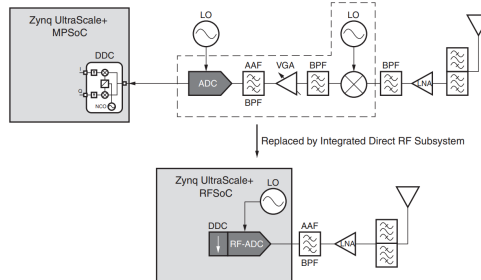 Zynq UltraScale+
MPSoC
DDC
I
Q
NCO
LO
ADC
AAF
BPF
VGA
BPF
LO
BPF
LNA
Replaced by Integrated Direct RF Subsystem
Zynq UltraScale+
RFSoC
LO
DDC
RF-ADC
AAF
BPF
LNA